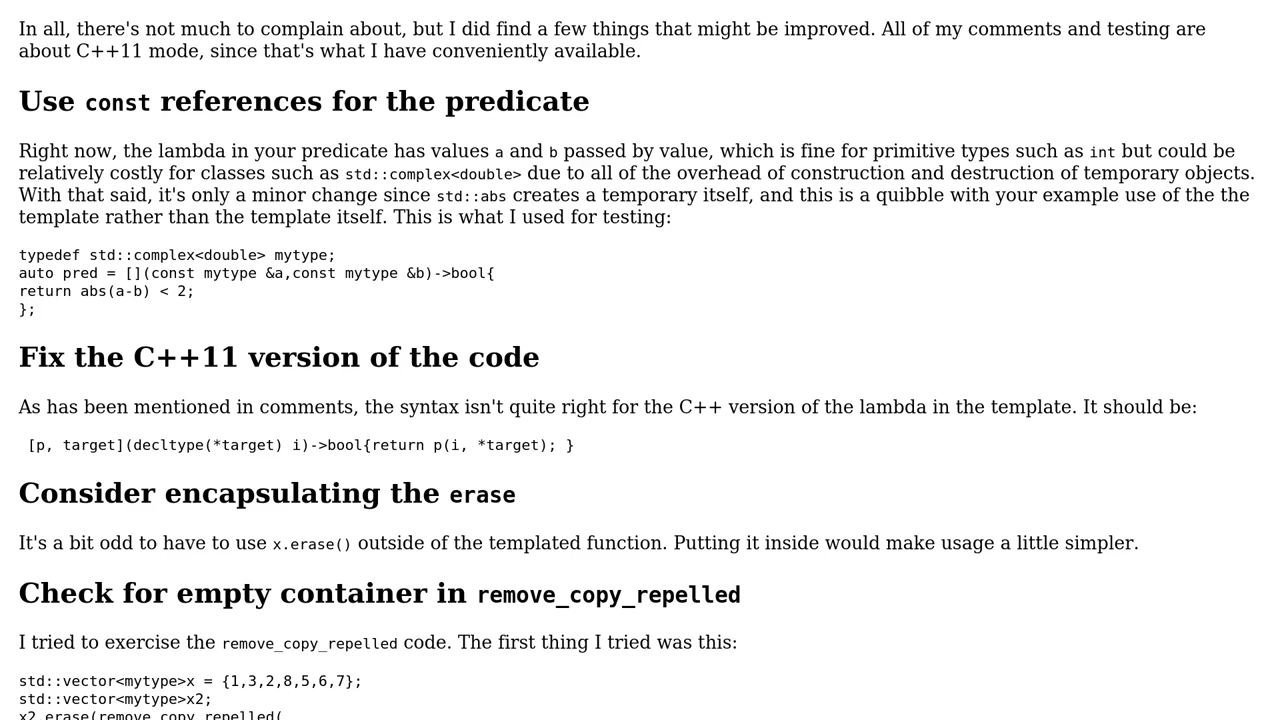 In all, there's not much to complain about, but I did find a few things that might be improved. All of my comments and testing are
about C++11 mode, since that's what I have conveniently available.
Use const references for the predicate
Right now, the lambda in your predicate has values a and b passed by value, which is fine for primitive types such as int but could be
relatively costly for classes such as std::complex<double> due to all of the overhead of construction and destruction of temporary objects.
With that said, it's only a minor change since std::abs creates a temporary itself, and this is a quibble with your example use of the the
template rather than the template itself. This is what I used for testing:
typedef std::complex<double> mytype;
auto pred = [](const mytype &a,const mytype &b)->bool{
return abs(a-b) < 2;
};
Fix the C++11 version of the code
As has been mentioned in comments, the syntax isn't quite right for the C++ version of the lambda in the template. It should be:
[p, target](decltype(*target) i)->bool{return p(i, *target); }
Consider encapsulating the erase
It's a bit odd to have to use x.erase() outside of the templated function. Putting it inside would make usage a little simpler.
Check for empty container in remove_copy_repelled
I tried to exercise the remove_copy_repelled code. The first thing I tried was this:
std::vector<mytype>x = {1,3,2,8,5,6,7};
std::vector<mytype>x2;
x2.erase(remove_copy_repelled(